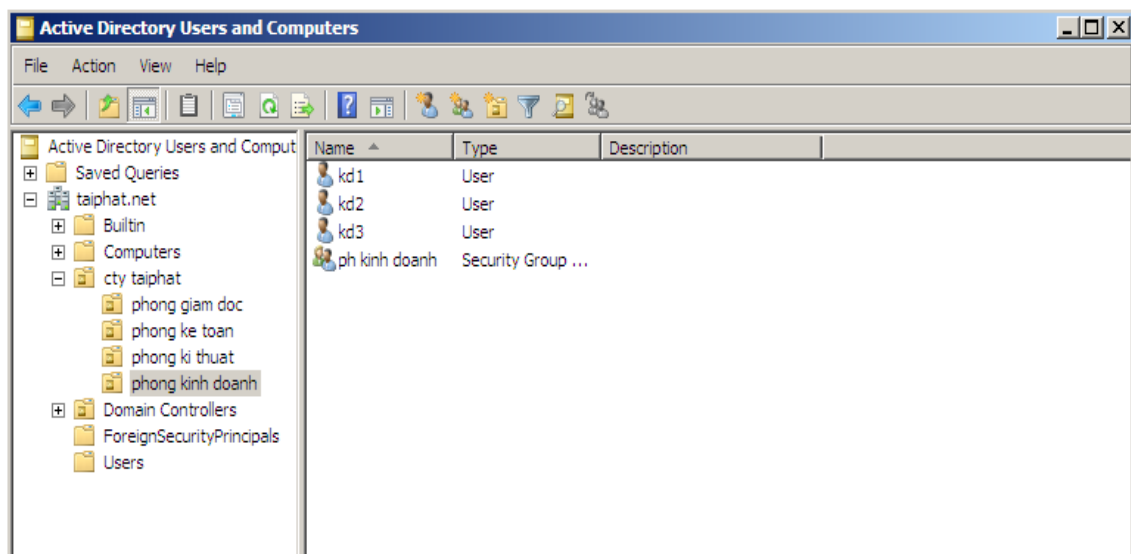 Active Directory Users and Computers
File Action View Help
Active Directory Users and Comput
Saved Queries
taiphat.net
Builtin
Computers
cty taiphat
phong giam doc
phong ke toan
phong ki thuat
phong kinh doanh
Domain Controllers
ForeignSecurityPrincipals
Users
Name Type Description
kd1 User
kd2 User
kd3 User
ph kinh doanh Security Group ...